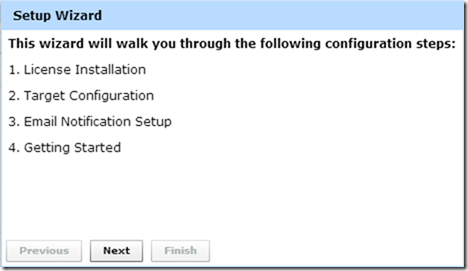 Setup Wizard
This wizard will walk you through the following configuration steps:
1. License Installation
2. Target Configuration
3. Email Notification Setup
4. Getting Started
Previous Next Finish